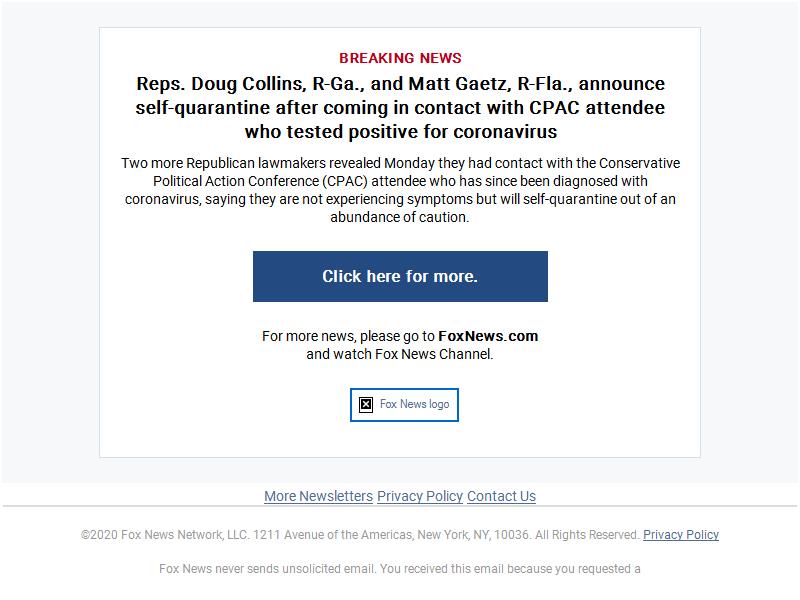 BREAKING NEWS
Reps. Doug Collins, R-Ga., and Matt Gaetz, R-Fla., announce
self-quarantine after coming in contact with CPAC attendee
who tested positive for coronavirus
Two more Republican lawmakers revealed Monday they had contact with the Conservative
Political Action Conference (CPAC) attendee who has since been diagnosed with
coronavirus, saying they are not experiencing symptoms but will self-quarantine out of an
abundance of caution.
Click here for more.
For more news, please go to FoxNews.com
and watch Fox News Channel.
Fox News logo
More Newsletters Privacy Policy Contact Us
©2020 Fox News Network, LLC. 1211 Avenue of the Americas, New York, NY, 10036. All Rights Reserved. Privacy Policy
Fox News never sends unsolicited email. You received this email because you requested a